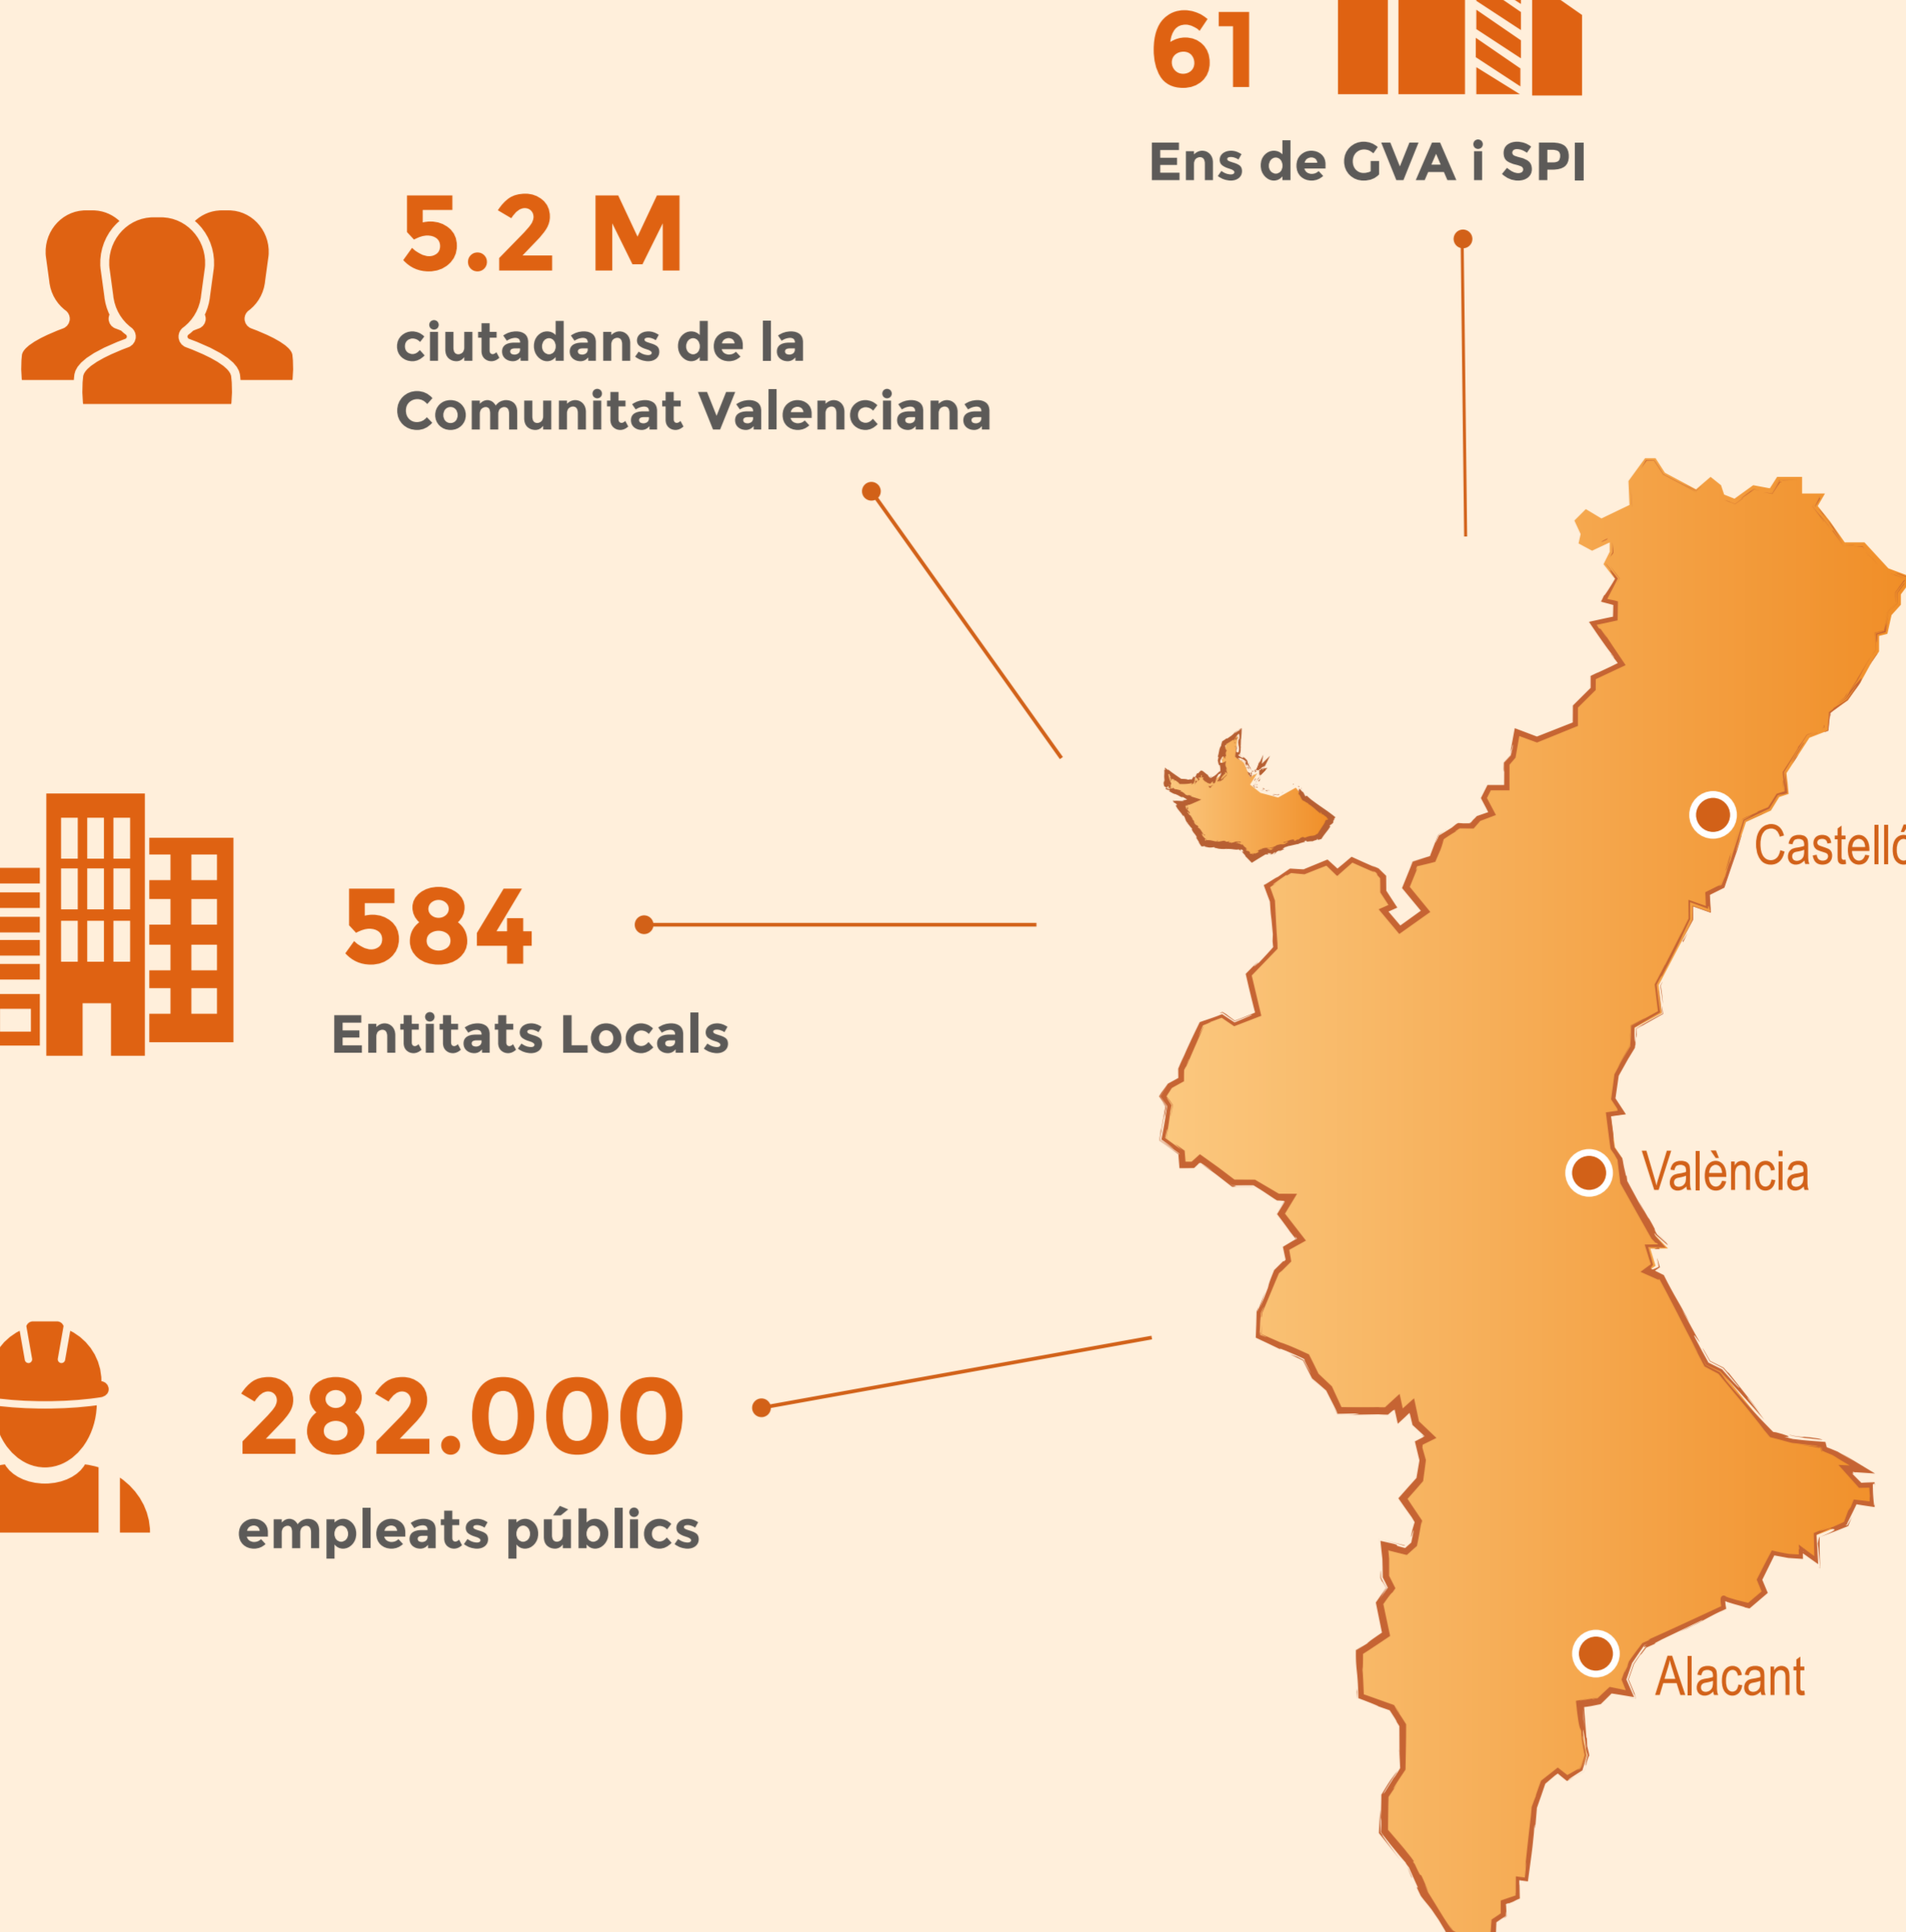 61
Ens de GVA i SPI
5.2 M
ciutadans de la
Comunitat Valenciana
584
Entitats Locals
282.000
empleats públics
Castelló
València
Alacant